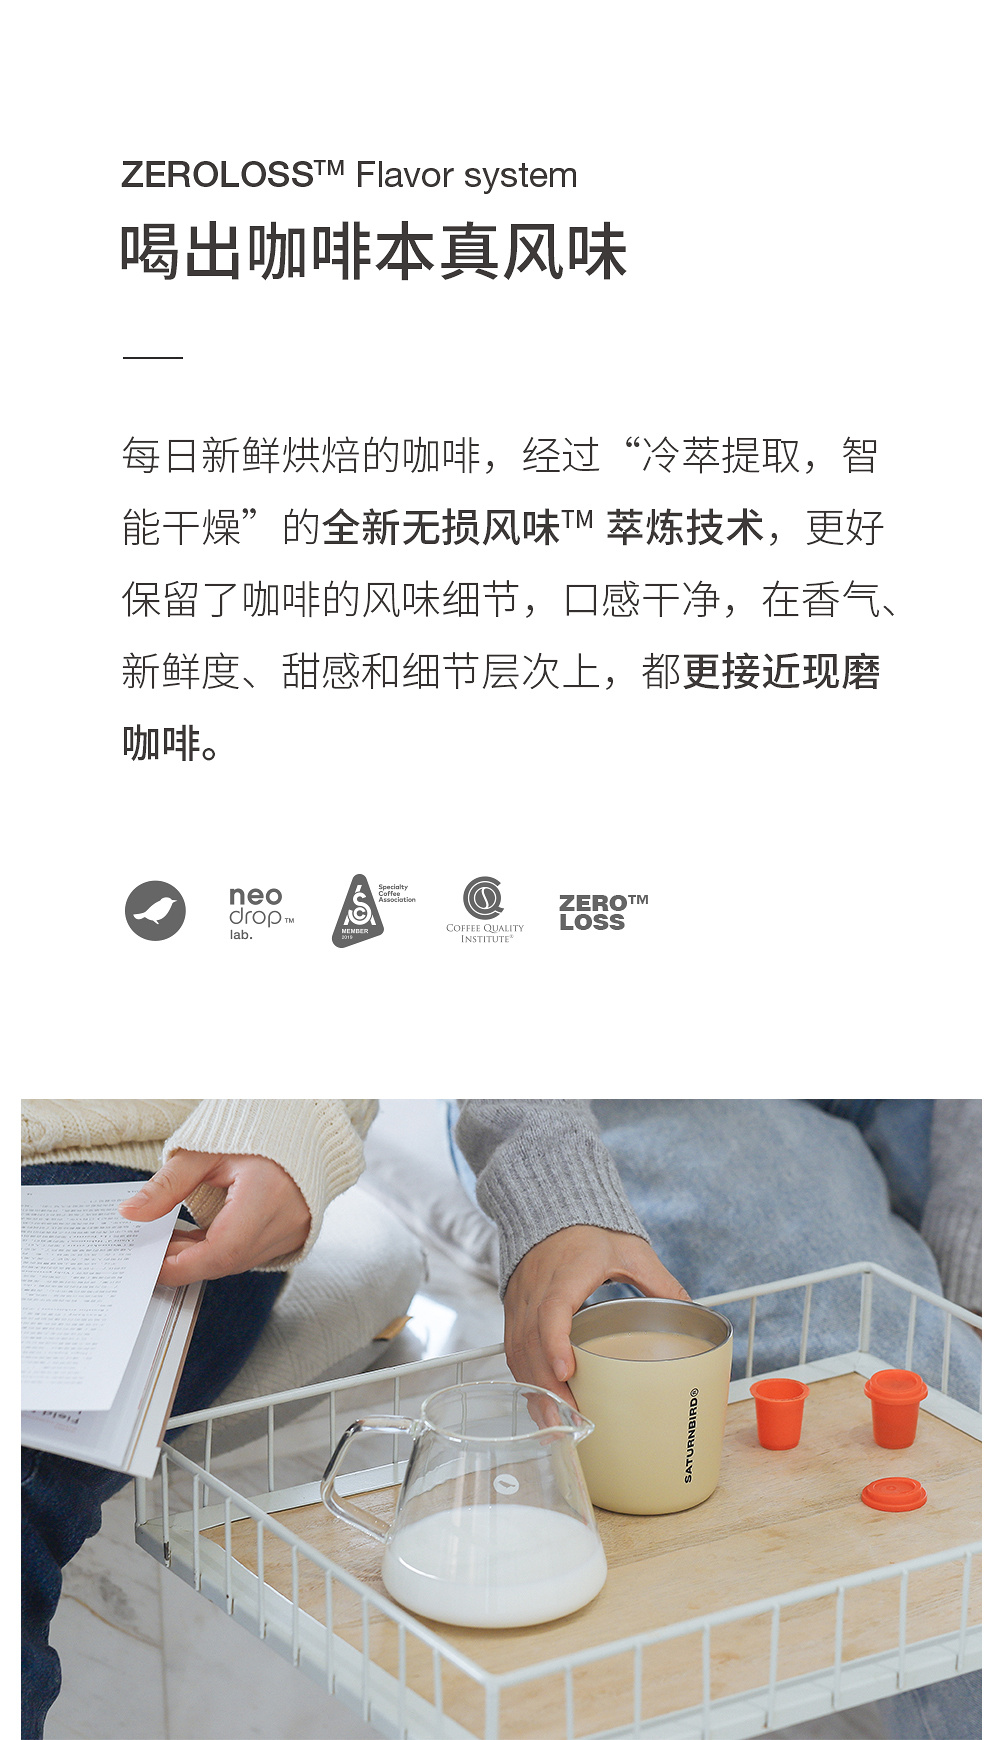 ZEROLOSS™ Flavor system
喝出咖啡本真风味
每日新鲜烘焙的咖啡，经过“冷萃提取，智
能干燥”的全新无损风味™ 萃炼技术，更好
保留了咖啡的风味细节，口感干净，在香气、
新鲜度、甜感和细节层次上，都更接近现磨
咖啡。
neo
drop™
lab.
SC
MEMBER
2019
Specialty
Coffee
Association
COFFEE QUALITY
INSTITUTE®
ZERO™
LOSS
SATURNBIRD®
Field